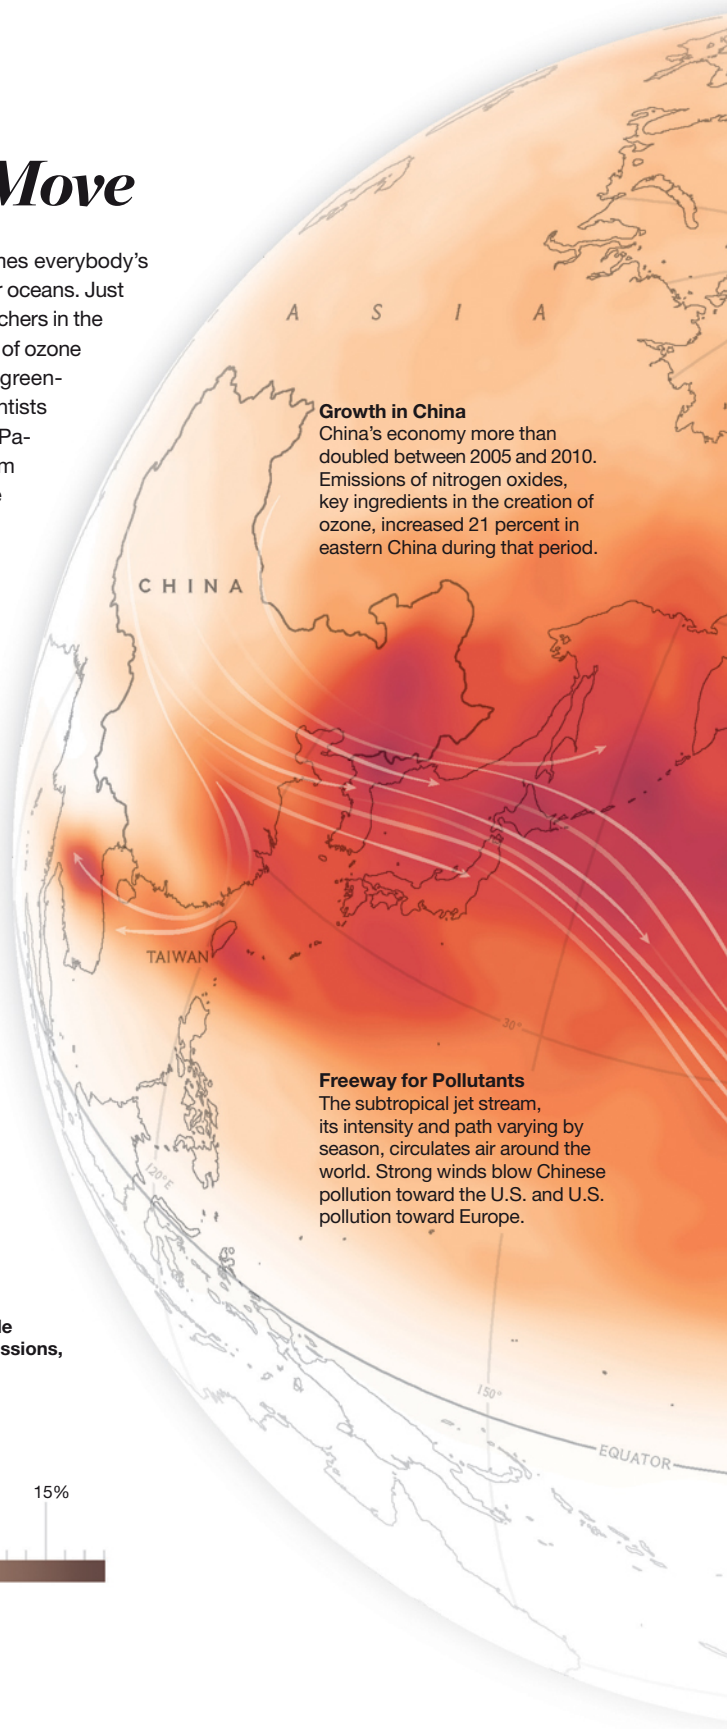 Move
nes everybody's
r oceans. Just
chers in the
of ozone
green-
ntists
Pa-
m
e
A S I A
Growth in China
China's economy more than
doubled between 2005 and 2010.
Emissions of nitrogen oxides,
key ingredients in the creation of
ozone, increased 21 percent in
eastern China during that period.
CHINA
TAIWAN
30°
Freeway for Pollutants
The subtropical jet stream,
its intensity and path varying by
season, circulates air around the
world. Strong winds blow Chinese
pollution toward the U.S. and U.S.
pollution toward Europe.
120°E
le
ssions,
150°
EQUATOR
15%